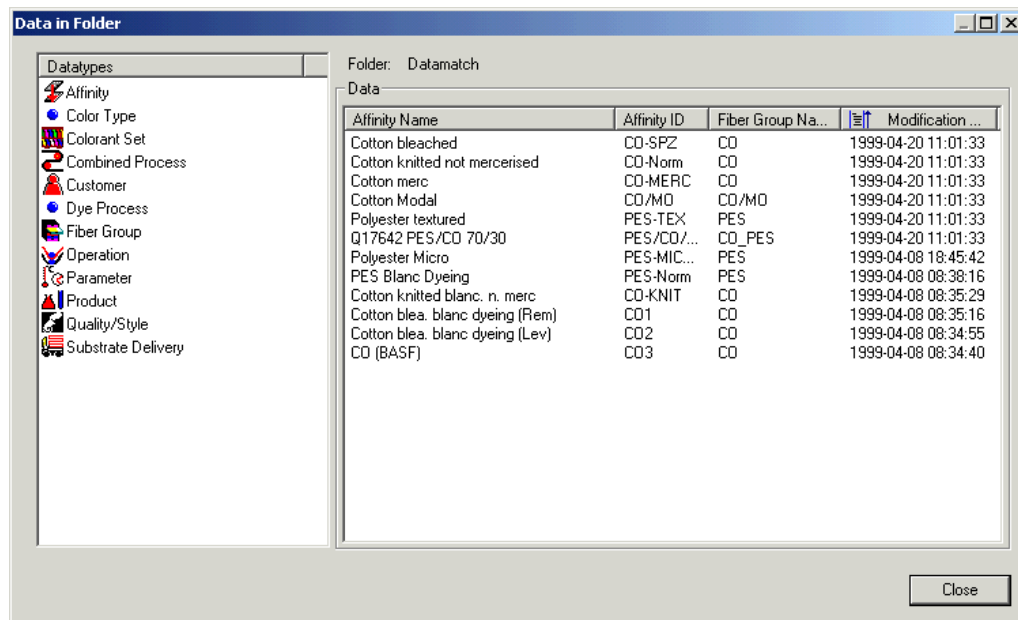 Data in Folder
Datatypes
Affinity
Color Type
Colorant Set
Combined Process
Customer
Dye Process
Fiber Group
Operation
Parameter
Product
Quality/Style
Substrate Delivery
Folder: Datamatch
Data
Affinity Name Affinity ID Fiber Group Na... Modification ...
Cotton bleached CO-SPZ CO 1999-04-20 11:01:33
Cotton knitted not mercerised CO-Norm CO 1999-04-20 11:01:33
Cotton merc CO-MERC CO 1999-04-20 11:01:33
Cotton Modal CO/MO CO/MO 1999-04-20 11:01:33
Polyester textured PES-TEX PES 1999-04-20 11:01:33
Q17642 PES/CO 70/30 PES/CO/... CO_PES 1999-04-20 11:01:33
Polyester Micro PES-MIC... PES 1999-04-08 18:45:42
PES Blanc Dyeing PES-Norm PES 1999-04-08 08:38:16
Cotton knitted blanc. n. merc CO-KNIT CO 1999-04-08 08:35:29
Cotton blea. blanc dyeing (Rem) CO1 CO 1999-04-08 08:35:16
Cotton blea. blanc dyeing (Lev) CO2 CO 1999-04-08 08:34:55
CO (BASF) CO3 CO 1999-04-08 08:34:40
Close